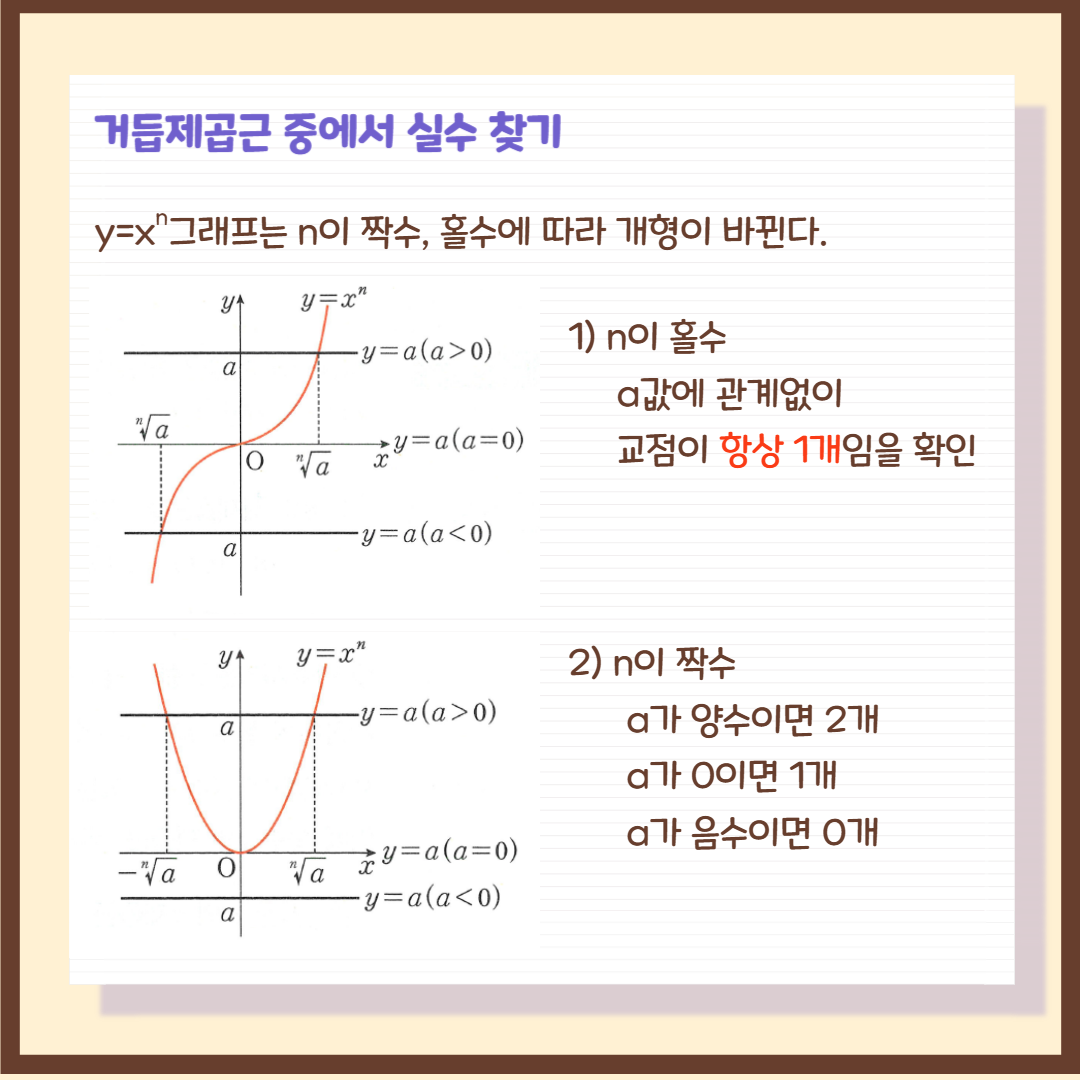 거듭제곱근 중에서 실수 찾기
y=xⁿ그래프는 n이 짝수, 홀수에 따라 개형이 바뀐다.
y
y=xⁿ
y=a(a>0)
a
ⁿ√a
y=a(a=0)
O
ⁿ√a
x
y=a(a<0)
a
1) n이 홀수
a값에 관계없이
교점이 항상 1개임을 확인
y
y=xⁿ
y=a(a>0)
a
y=a(a=0)
-ⁿ√a
O
ⁿ√a
x
y=a(a<0)
a
2) n이 짝수
a가 양수이면 2개
a가 0이면 1개
a가 음수이면 0개